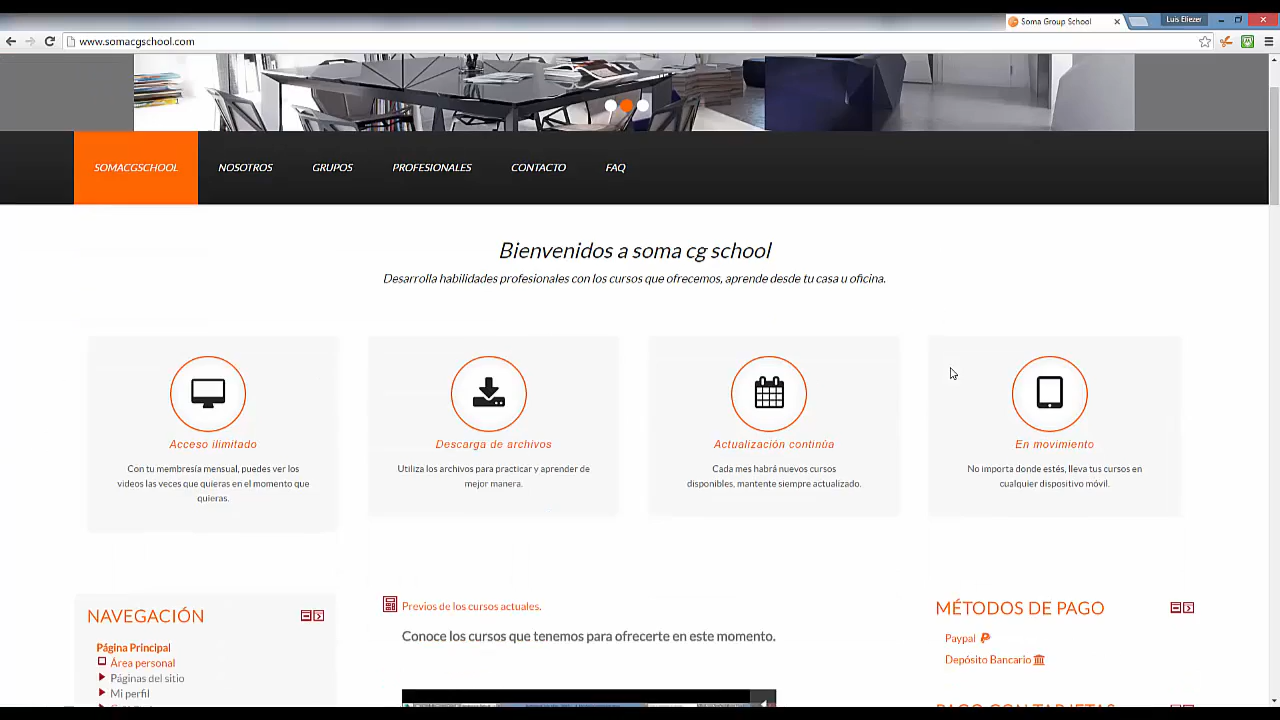 Soma Group School
Luis Eliezer
www.somacgschool.com
SOMACGSCHOOL NOSOTROS GRUPOS PROFESIONALES CONTACTO FAQ
Bienvenidos a soma cg school
Desarrolla habilidades profesionales con los cursos que ofrecemos, aprende desde tu casa u oficina.
Acceso ilimitado
Con tu membresía mensual, puedes ver los
videos las veces que quieras en el momento que
quieras.
Descarga de archivos
Utiliza los archivos para practicar y aprender de
mejor manera.
Actualización continùa
Cada mes habrá nuevos cursos
disponibles, mantente siempre actualizado.
En movimiento
No importa donde estés, lleva tus cursos en
cualquier dispositivo móvil.
NAVEGACIÓN
Página Principal
Área personal
Páginas del sitio
Mi perfil
Previos de los cursos actuales.
Conoce los cursos que tenemos para ofrecerte en este momento.
MÉTODOS DE PAGO
Paypal
Depósito Bancario
PAGO CON TARJETAS